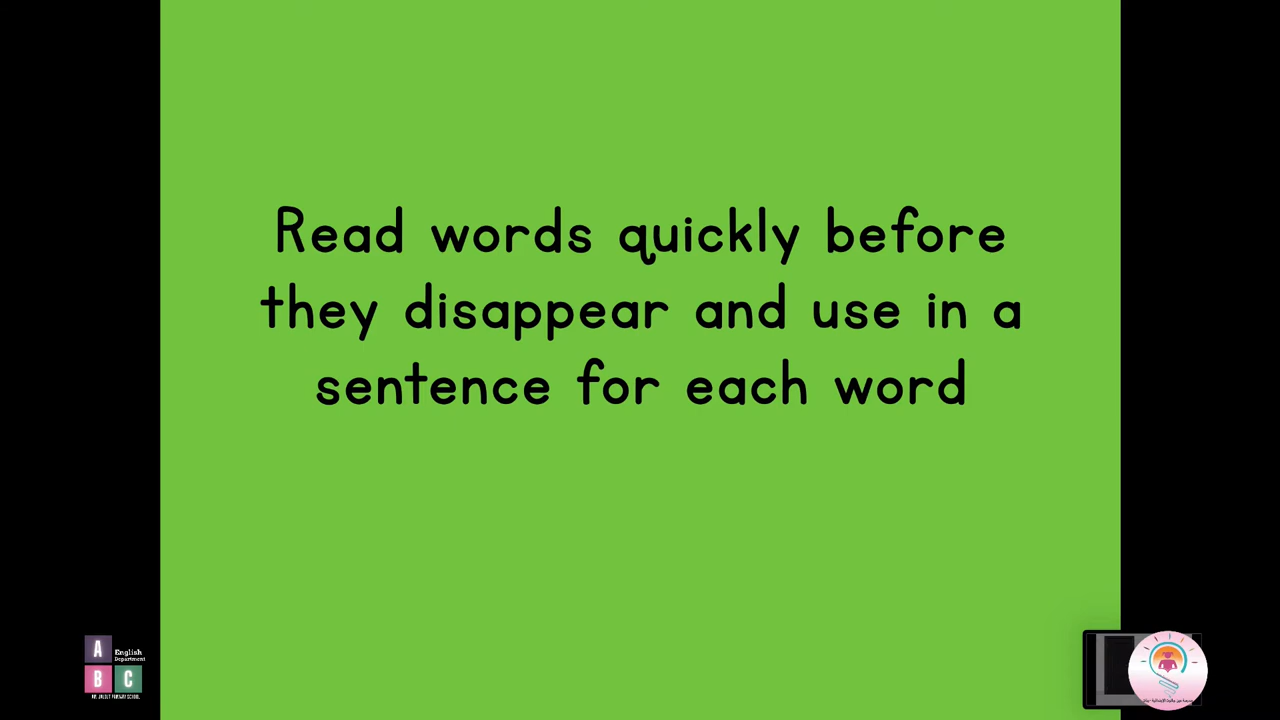 Read words quickly before
they disappear and use in a
sentence for each word
A
English
Department
B
C